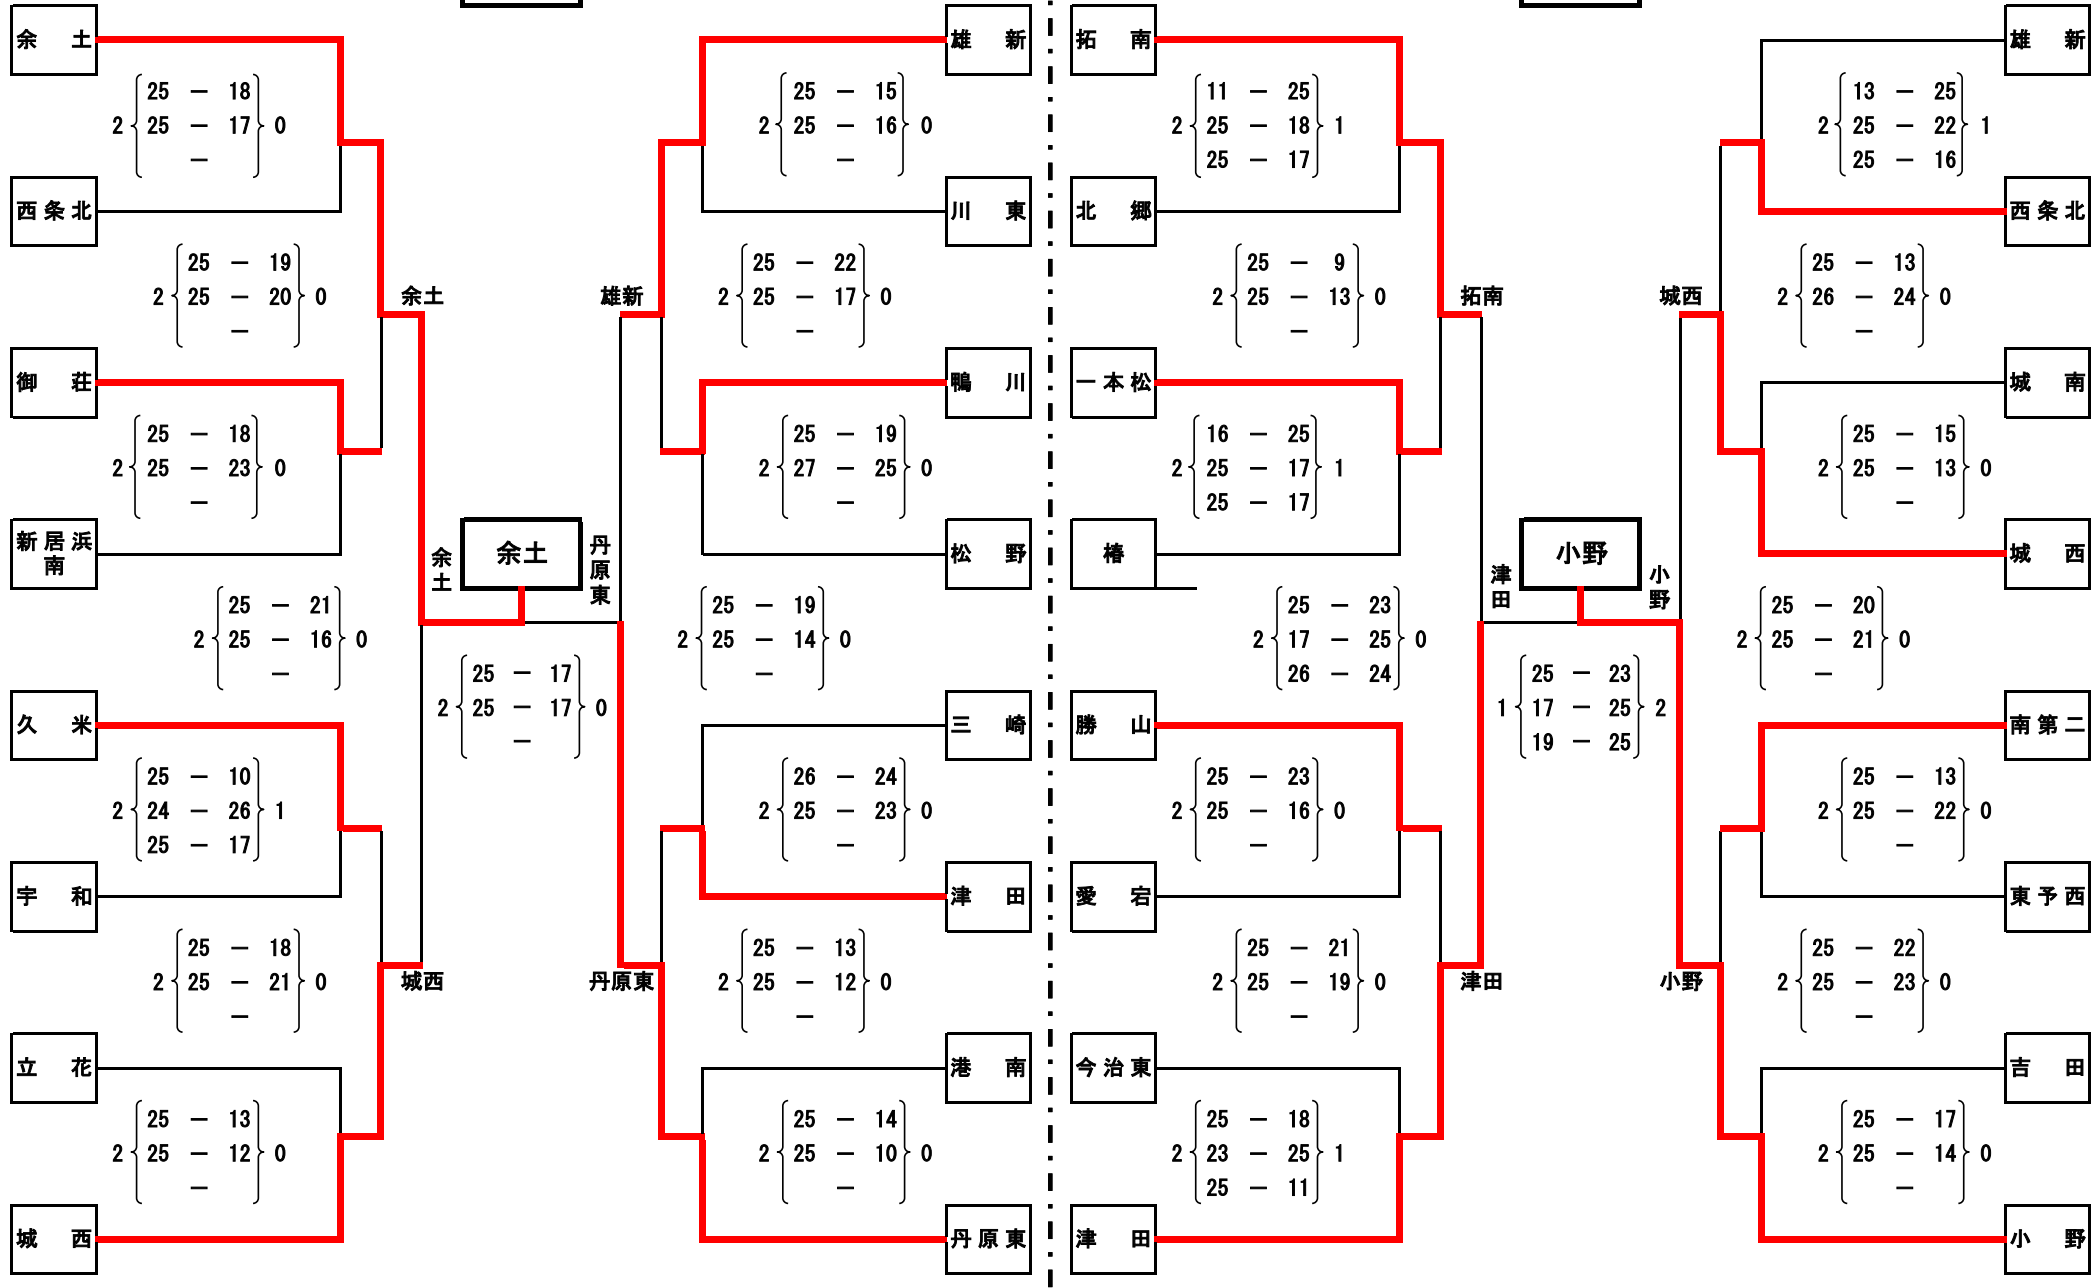 余土
25 － 18
2 25 － 17 0
－
西条北
25 － 19
2 25 － 20 0
－
余土
御荘
25 － 18
2 25 － 23 0
－
新居浜
南
25 － 21
2 25 － 16 0
－
久米
25 － 10
2 24 － 26 1
25 － 17
宇和
25 － 18
2 25 － 21 0
－
城西
立花
25 － 13
2 25 － 12 0
－
城西
余土
余土
丹原東
25 － 17
2 25 － 17 0
－
雄新
25 － 15
2 25 － 16 0
－
川東
雄新
25 － 22
2 25 － 17 0
－
鴨川
25 － 19
2 27 － 25 0
－
松野
25 － 19
2 25 － 14 0
－
三崎
26 － 24
2 25 － 23 0
－
津田
丹原東
25 － 13
2 25 － 12 0
－
港南
25 － 14
2 25 － 10 0
－
丹原東
拓南
11 － 25
2 25 － 18 1
25 － 17
北郷
25 － 9
2 25 － 13 0
－
拓南
一本松
16 － 25
2 25 － 17 1
25 － 17
椿
25 － 23
2 17 － 25 0
26 － 24
勝山
25 － 23
2 25 － 16 0
－
愛宕
25 － 21
2 25 － 19 0
－
津田
今治東
25 － 18
2 23 － 25 1
25 － 11
津田
津田
小野
小野
25 － 23
1 17 － 25 2
19 － 25
雄新
13 － 25
2 25 － 22 1
25 － 16
西条北
城西
25 － 13
2 26 － 24 0
－
城南
25 － 15
2 25 － 13 0
－
城西
25 － 20
2 25 － 21 0
－
南第二
25 － 13
2 25 － 22 0
－
東予西
小野
25 － 22
2 25 － 23 0
－
吉田
25 － 17
2 25 － 14 0
－
小野